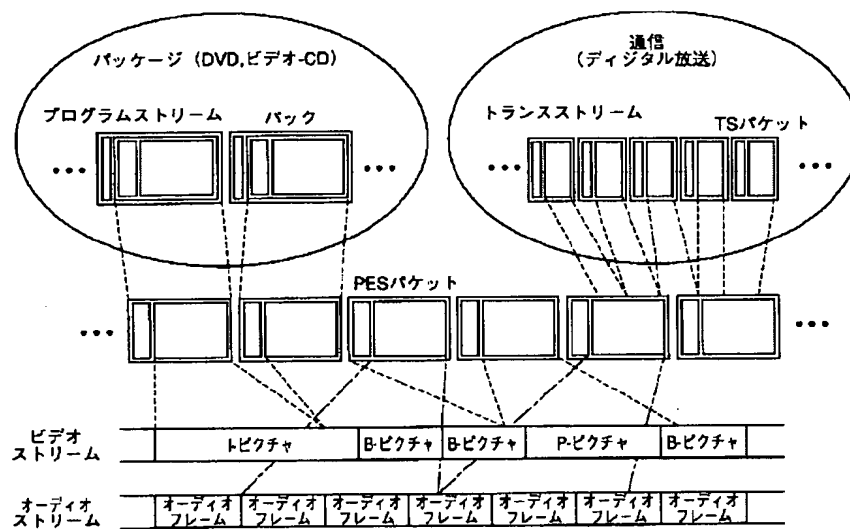 パッケージ (DVD,ビデオ-CD)
プログラムストリーム
パック
•••
•••
通信
(ディジタル放送)
トランスストリーム
TSパケット
•••
•••
PESパケット
•••
•••
ビデオ
ストリーム
I-ピクチャ
B-ピクチャ
B-ピクチャ
P-ピクチャ
B-ピクチャ
オーディオ
ストリーム
オーディオ
フレーム
オーディオ
フレーム
オーディオ
フレーム
オーディオ
フレーム
オーディオ
フレーム
オーディオ
フレーム
オーディオ
フレーム